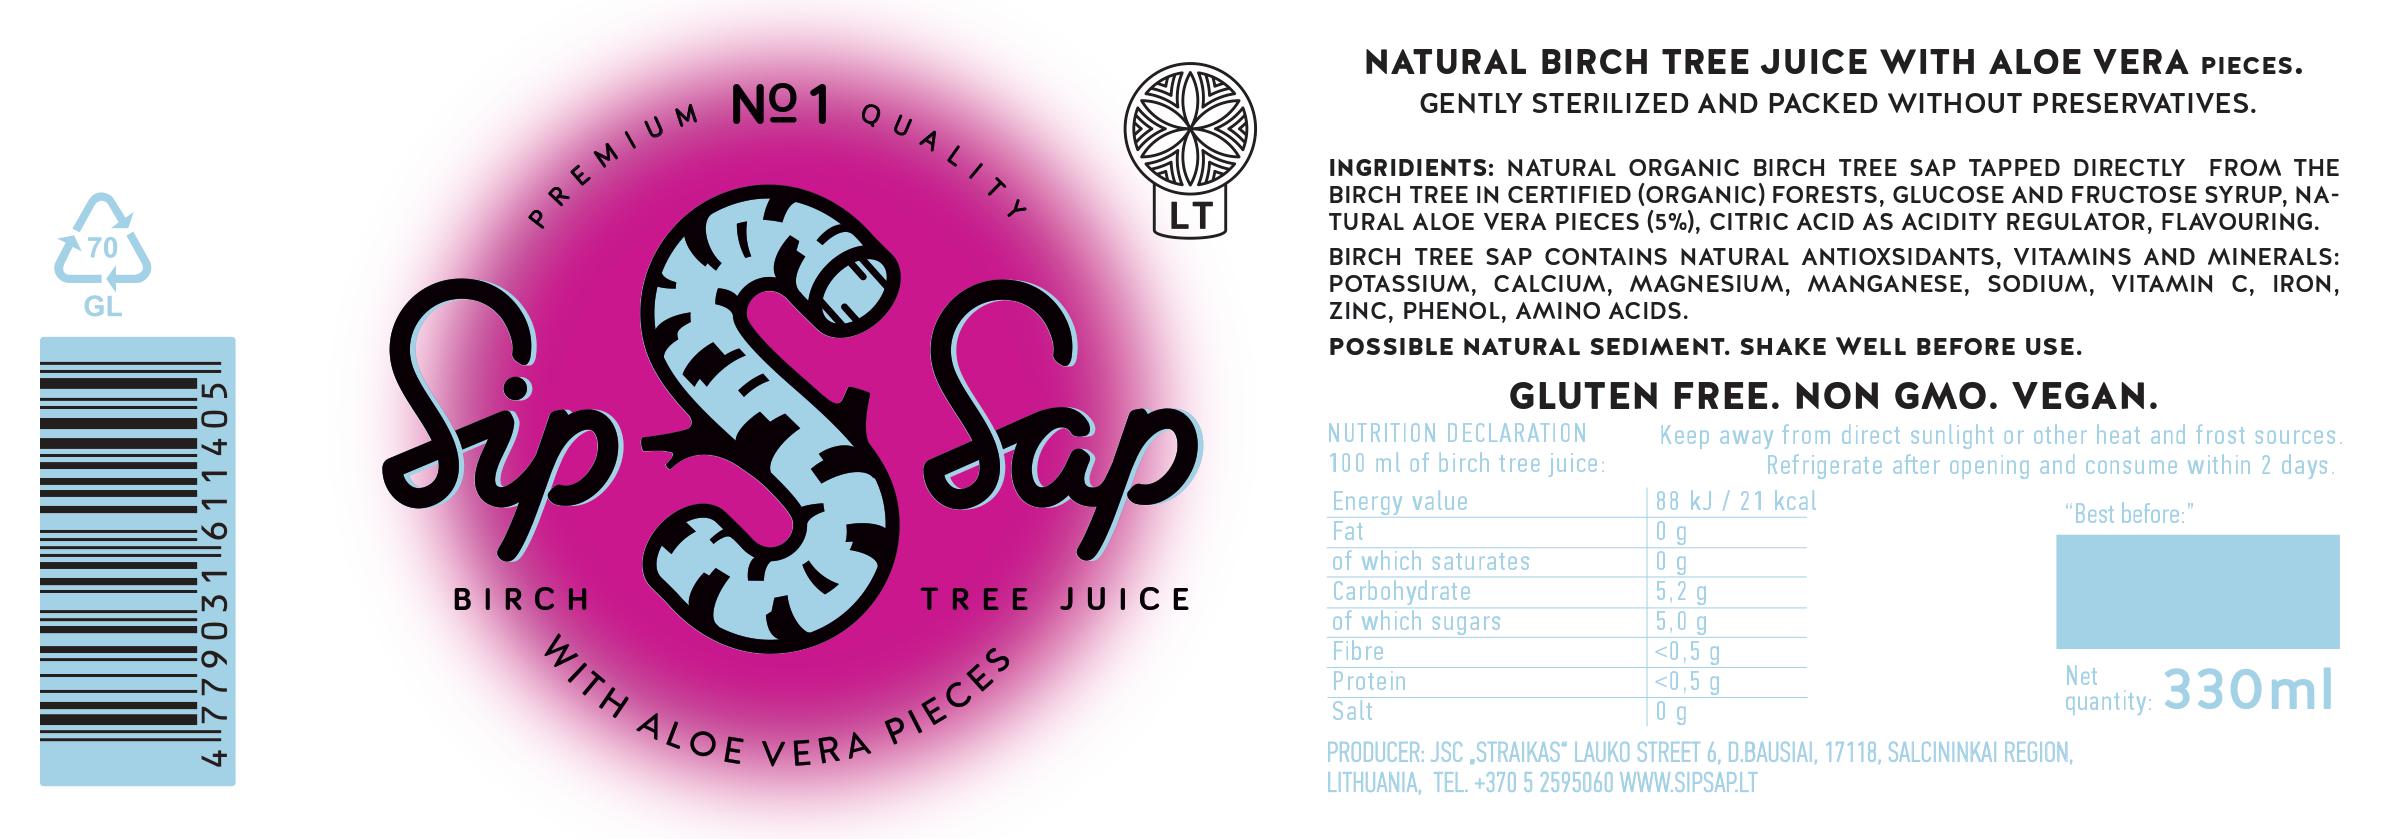 70
GL
4 779031 611405
PREMIUM №1 QUALITY
Sip Sap
BIRCH TREE JUICE
WITH ALOE VERA PIECES
LT
NATURAL BIRCH TREE JUICE WITH ALOE VERA PIECES.
GENTLY STERILIZED AND PACKED WITHOUT PRESERVATIVES.
INGRIDIENTS: NATURAL ORGANIC BIRCH TREE SAP TAPPED DIRECTLY FROM THE
BIRCH TREE IN CERTIFIED (ORGANIC) FORESTS, GLUCOSE AND FRUCTOSE SYRUP, NA-
TURAL ALOE VERA PIECES (5%), CITRIC ACID AS ACIDITY REGULATOR, FLAVOURING.
BIRCH TREE SAP CONTAINS NATURAL ANTIOXSIDANTS, VITAMINS AND MINERALS:
POTASSIUM, CALCIUM, MAGNESIUM, MANGANESE, SODIUM, VITAMIN C, IRON,
ZINC, PHENOL, AMINO ACIDS.
POSSIBLE NATURAL SEDIMENT. SHAKE WELL BEFORE USE.
GLUTEN FREE. NON GMO. VEGAN.
NUTRITION DECLARATION
100 ml of birch tree juice:
Keep away from direct sunlight or other heat and frost sources.
Refrigerate after opening and consume within 2 days.
Energy value 88 kJ / 21 kcal
Fat 0 g
of which saturates 0 g
Carbohydrate 5,2 g
of which sugars 5,0 g
Fibre <0,5 g
Protein <0,5 g
Salt 0 g
“Best before:”
Net
quantity: 330ml
PRODUCER: JSC „STRAIKAS“ LAUKO STREET 6, D.BAUSIAI, 17118, SALCININKAI REGION,
LITHUANIA, TEL. +370 5 2595060 WWW.SIPSAP.LT